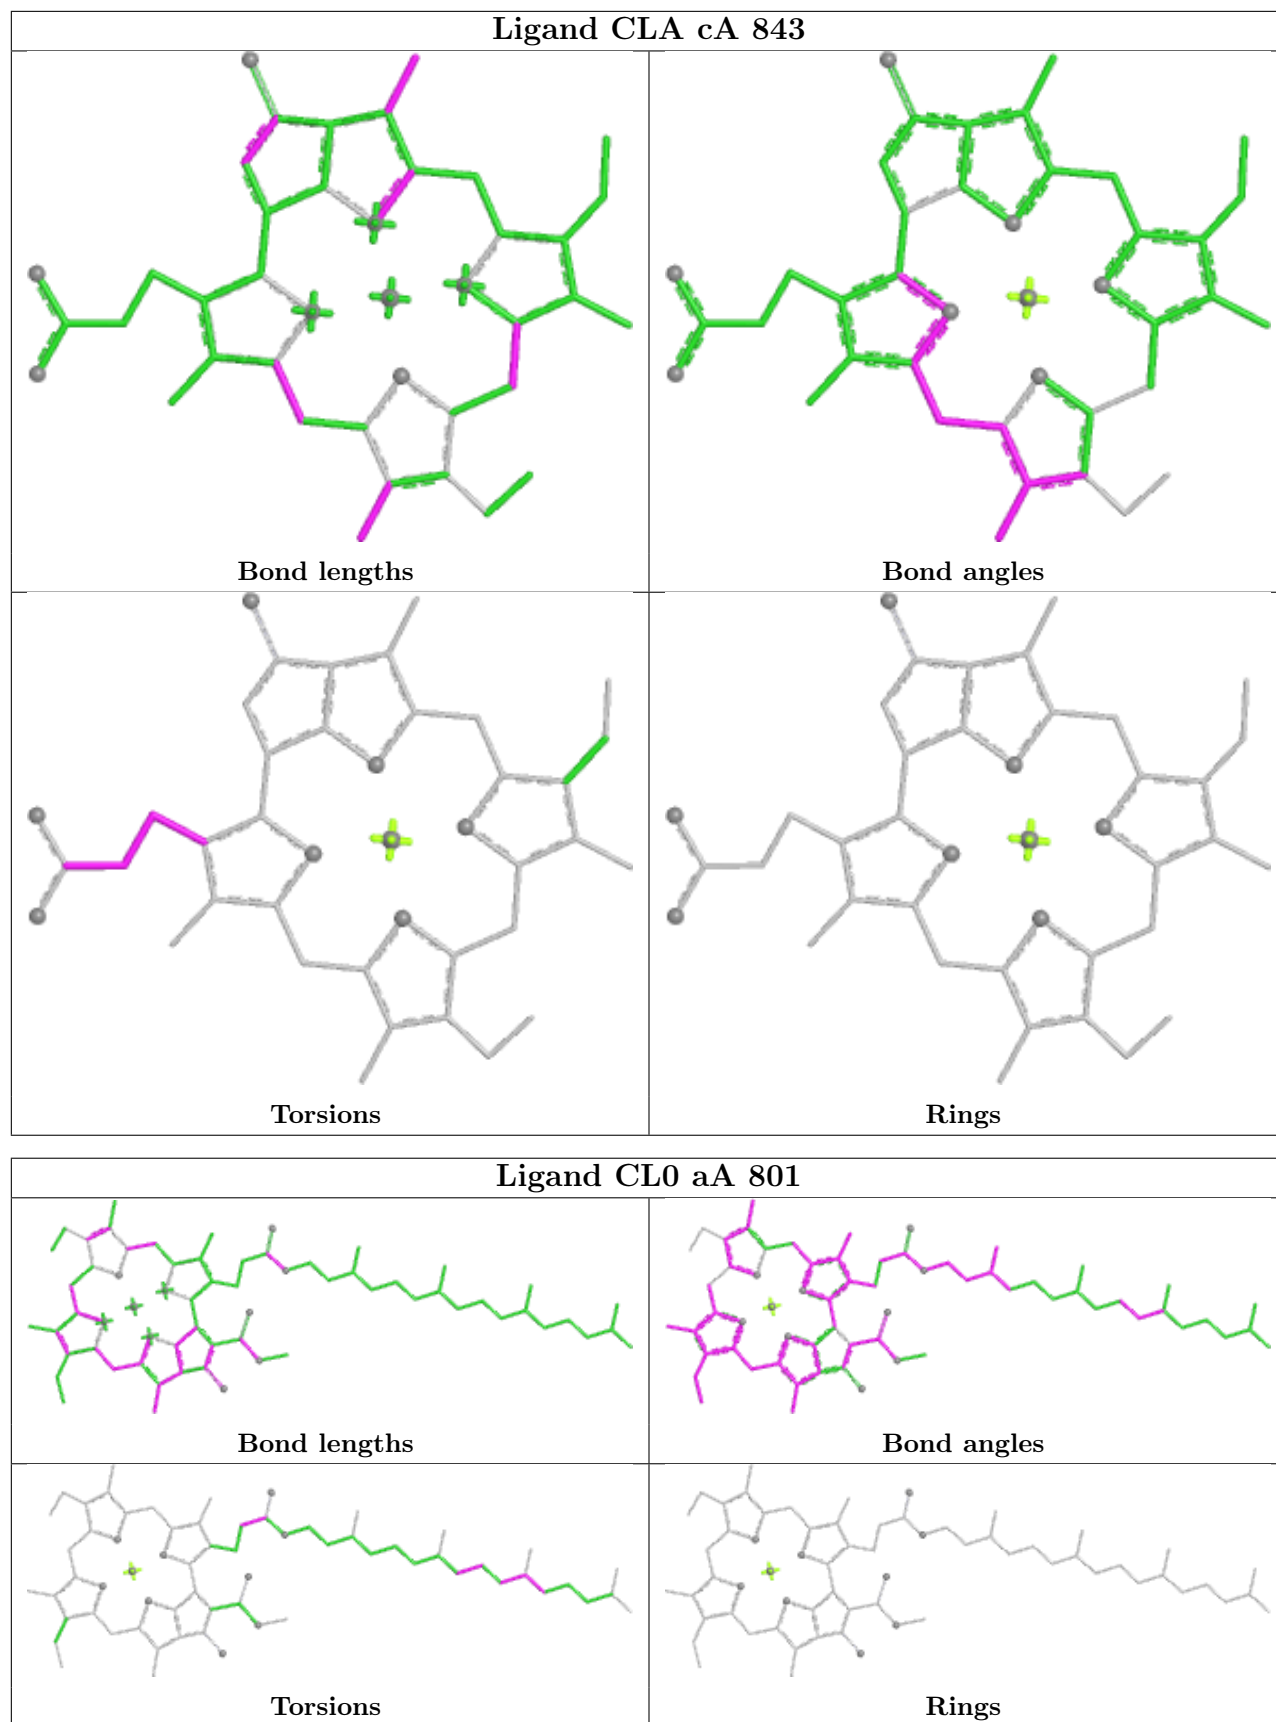 Ligand CLA cA 843
Bond lengths
Bond angles
Torsions
Rings
Ligand CL0 aA 801
Bond lengths
Bond angles
Torsions
Rings